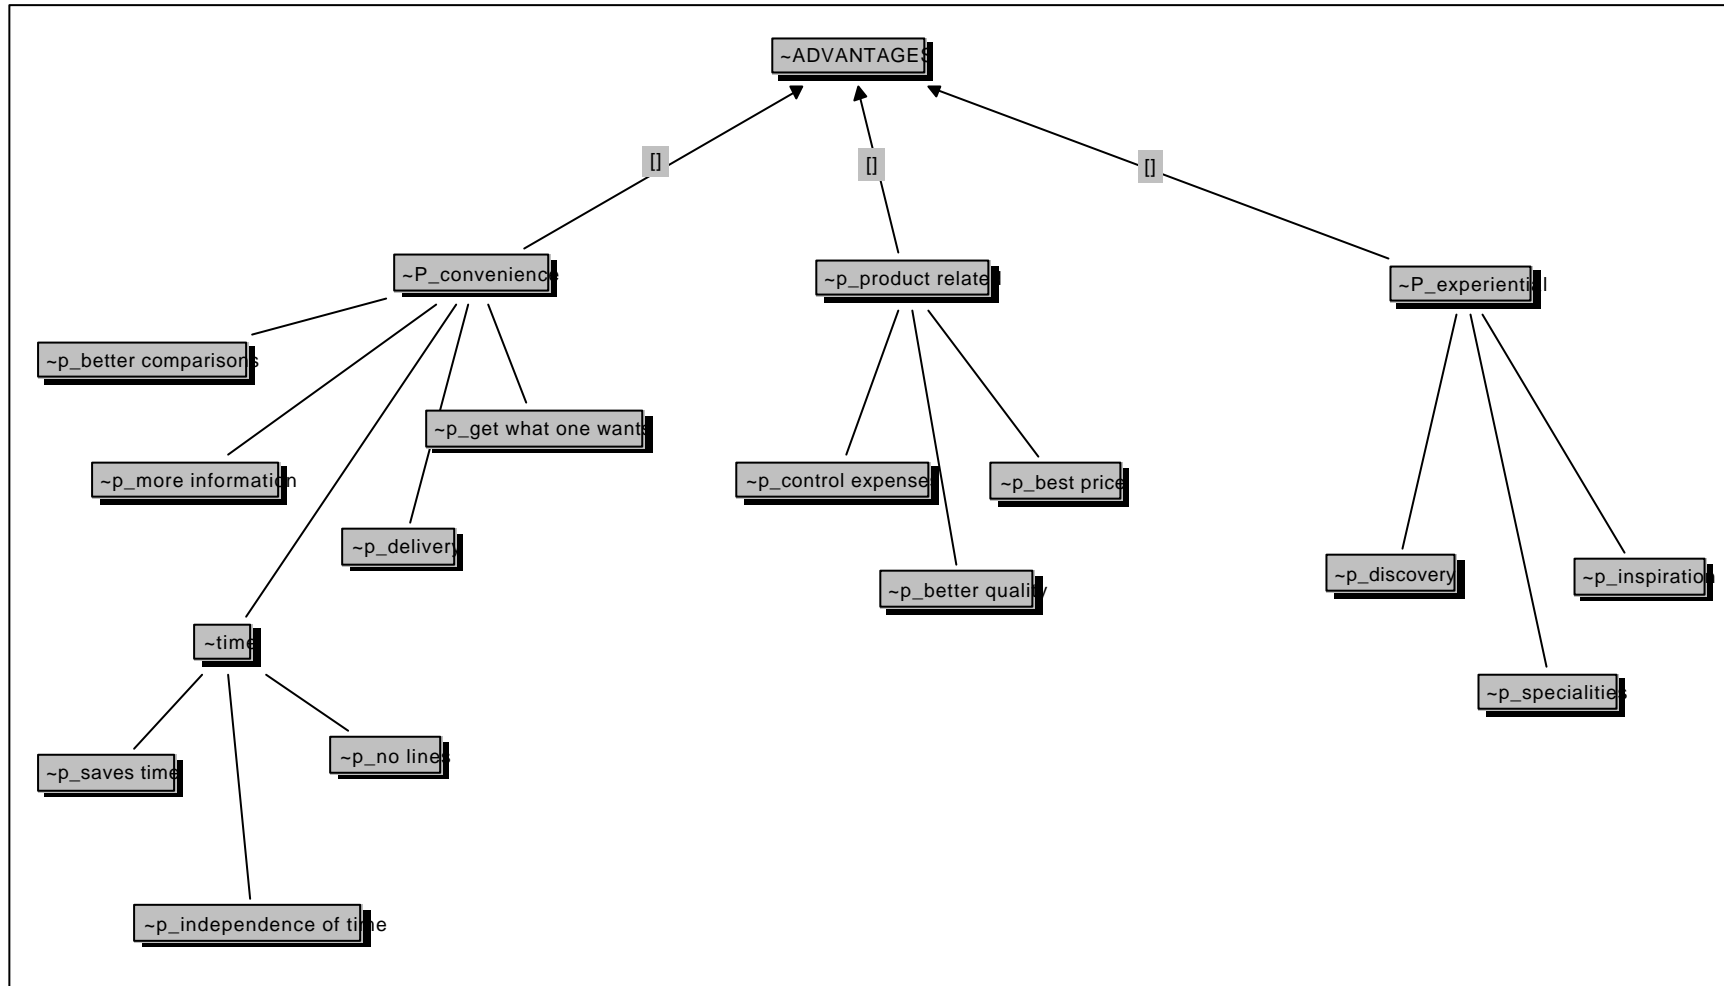 ~ADVANTAGES
[]
[]
[]
~P_convenience
~p_product related
~P_experiential
~p_better comparisons
~p_get what one wants
~p_more information
~p_control expenses
~p_best price
~p_delivery
~p_discovery
~p_inspiration
~p_better quality
~time
~p_specialities
~p_no lines
~p_saves time
~p_independence of time